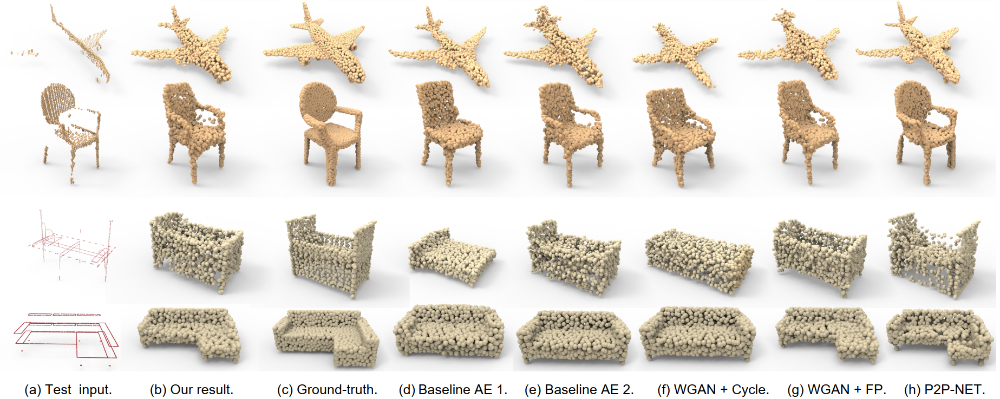 (a) Test input. (b) Our result. (c) Ground-truth. (d) Baseline AE 1. (e) Baseline AE 2. (f) WGAN + Cycle. (g) WGAN + FP. (h) P2P-NET.